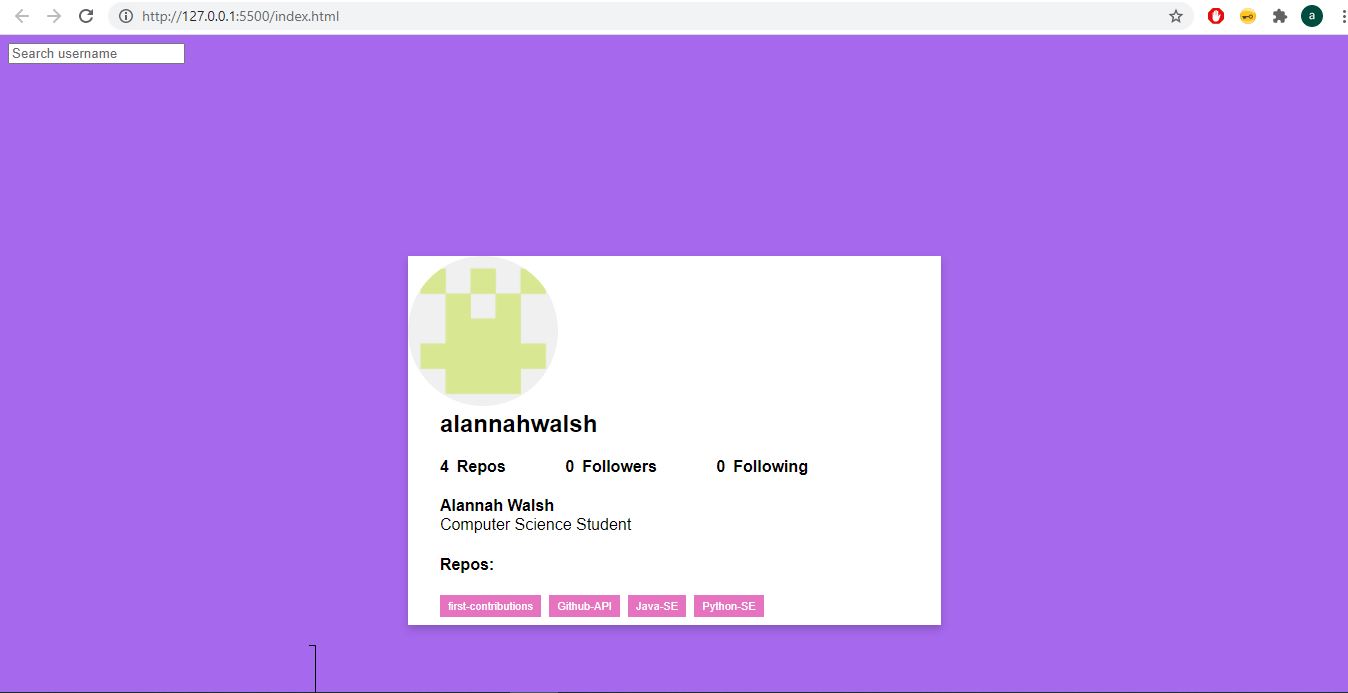 http://127.0.0.1:5500/index.html
a
Search username
alannahwalsh
4 Repos 0 Followers 0 Following
Alannah Walsh
Computer Science Student
Repos:
first-contributions Github-API Java-SE Python-SE